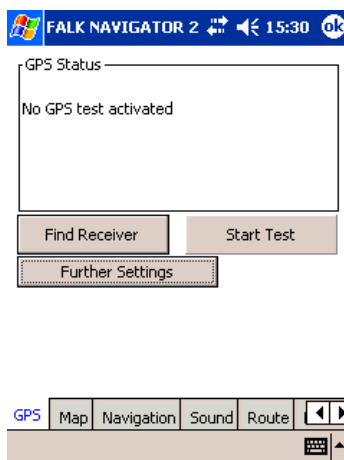 FALK NAVIGATOR 2 15:30 ok
GPS Status
No GPS test activated
Find Receiver Start Test
Further Settings
GPS Map Navigation Sound Route